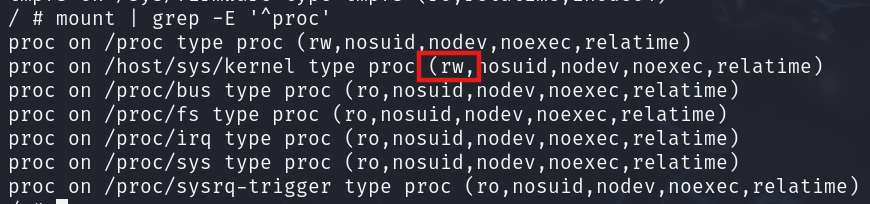 / # mount | grep -E '^proc'
proc on /proc type proc (rw,nosuid,nodev,noexec,relatime)
proc on /host/sys/kernel type proc (rw,nosuid,nodev,noexec,relatime)
proc on /proc/bus type proc (ro,nosuid,nodev,noexec,relatime)
proc on /proc/fs type proc (ro,nosuid,nodev,noexec,relatime)
proc on /proc/irq type proc (ro,nosuid,nodev,noexec,relatime)
proc on /proc/sys type proc (ro,nosuid,nodev,noexec,relatime)
proc on /proc/sysrq-trigger type proc (ro,nosuid,nodev,noexec,relatime)
/ #